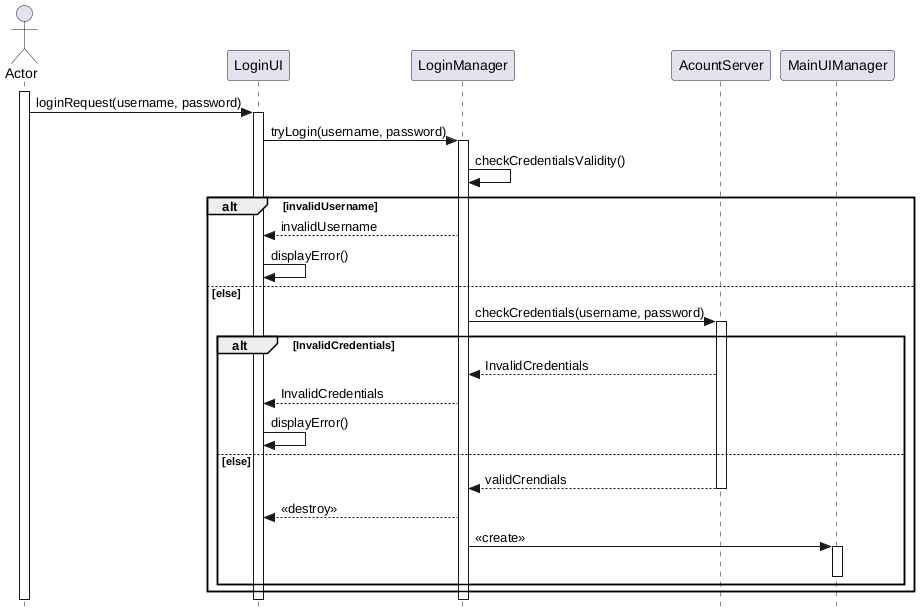 Actor
LoginUI
LoginManager
AcountServer
MainUIManager
loginRequest(username, password)
tryLogin(username, password)
checkCredentialsValidity()
alt
[invalidUsername]
invalidUsername
displayError()
[else]
checkCredentials(username, password)
alt
[InvalidCredentials]
InvalidCredentials
InvalidCredentials
displayError()
[else]
validCrendials
«destroy»
«create»